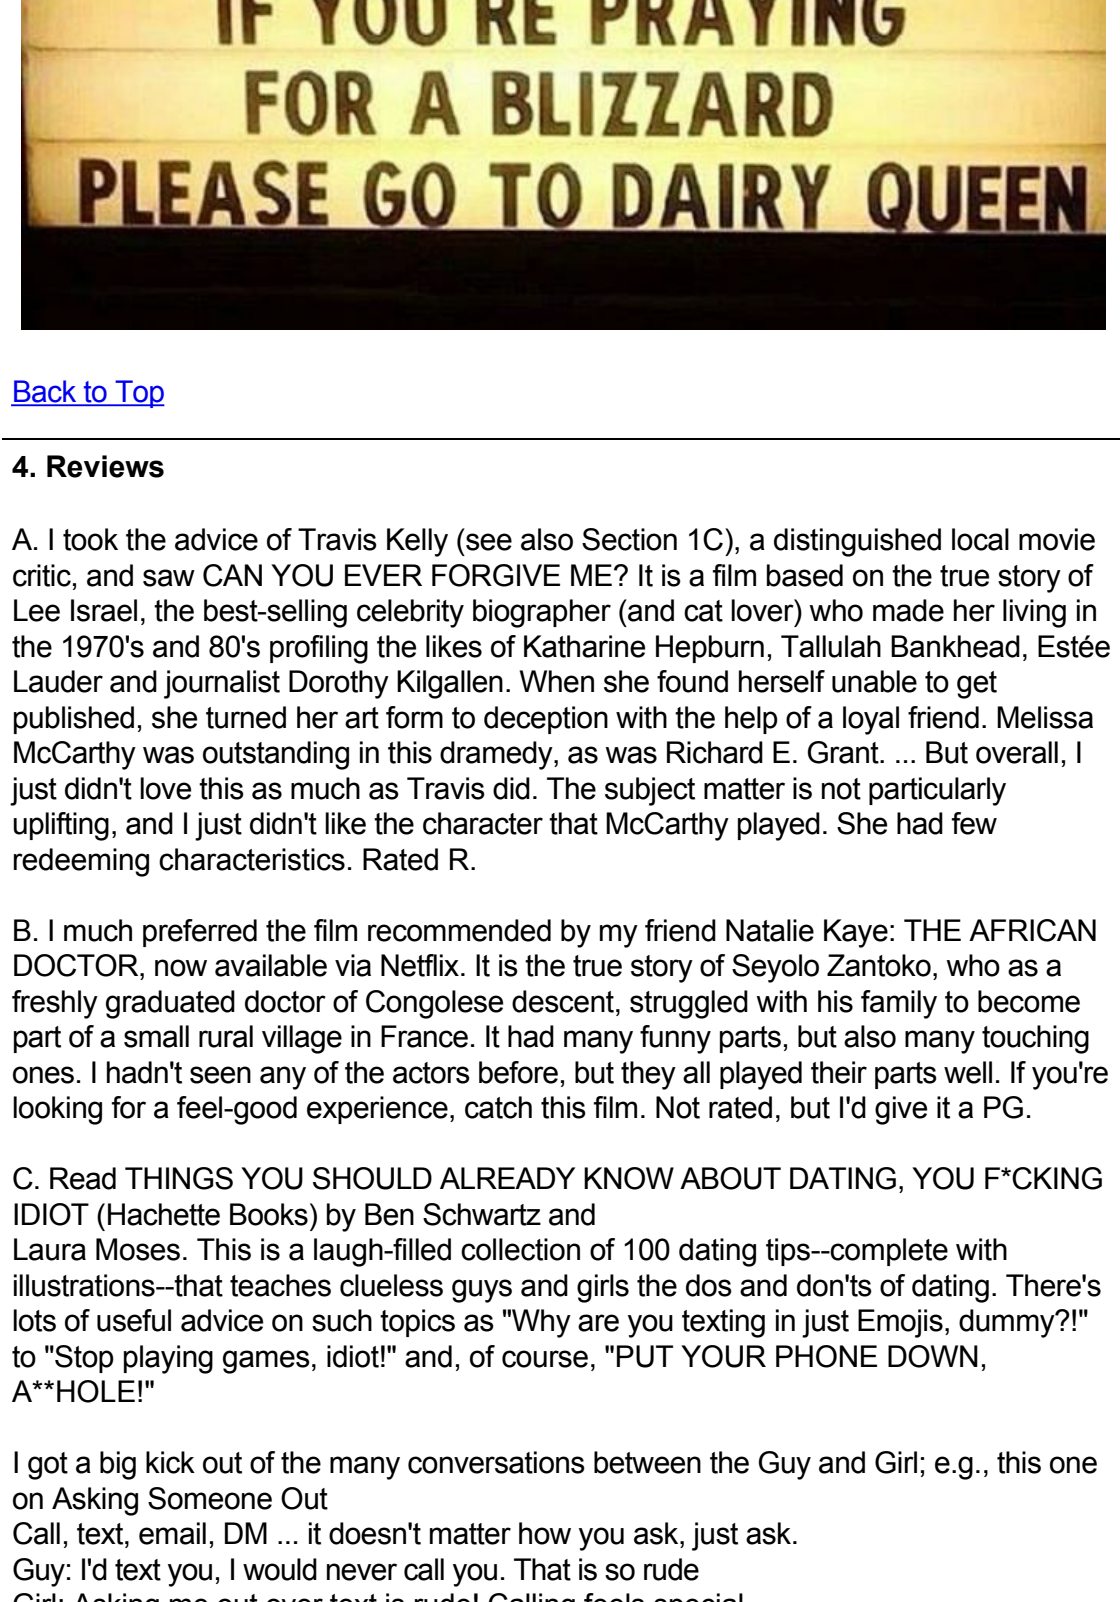 IF YOU'RE PRAYING
FOR A BLIZZARD
PLEASE GO TO DAIRY QUEEN
Back to Top
4. Reviews
A. I took the advice of Travis Kelly (see also Section 1C), a distinguished local movie
critic, and saw CAN YOU EVER FORGIVE ME? It is a film based on the true story of
Lee Israel, the best-selling celebrity biographer (and cat lover) who made her living in
the 1970's and 80's profiling the likes of Katharine Hepburn, Tallulah Bankhead, Estée
Lauder and journalist Dorothy Kilgallen. When she found herself unable to get
published, she turned her art form to deception with the help of a loyal friend. Melissa
McCarthy was outstanding in this dramedy, as was Richard E. Grant. ... But overall, I
just didn't love this as much as Travis did. The subject matter is not particularly
uplifting, and I just didn't like the character that McCarthy played. She had few
redeeming characteristics. Rated R.
B. I much preferred the film recommended by my friend Natalie Kaye: THE AFRICAN
DOCTOR, now available via Netflix. It is the true story of Seyolo Zantoko, who as a
freshly graduated doctor of Congolese descent, struggled with his family to become
part of a small rural village in France. It had many funny parts, but also many touching
ones. I hadn't seen any of the actors before, but they all played their parts well. If you're
looking for a feel-good experience, catch this film. Not rated, but I'd give it a PG.
C. Read THINGS YOU SHOULD ALREADY KNOW ABOUT DATING, YOU F*CKING
IDIOT (Hachette Books) by Ben Schwartz and
Laura Moses. This is a laugh-filled collection of 100 dating tips--complete with
illustrations--that teaches clueless guys and girls the dos and don'ts of dating. There's
lots of useful advice on such topics as "Why are you texting in just Emojis, dummy?!"
to "Stop playing games, idiot!" and, of course, "PUT YOUR PHONE DOWN,
A**HOLE!"
I got a big kick out of the many conversations between the Guy and Girl; e.g., this one
on Asking Someone Out
Call, text, email, DM ... it doesn't matter how you ask, just ask.
Guy: I'd text you, I would never call you. That is so rude
Girl: Asking me out over text is rude! Calling feels special